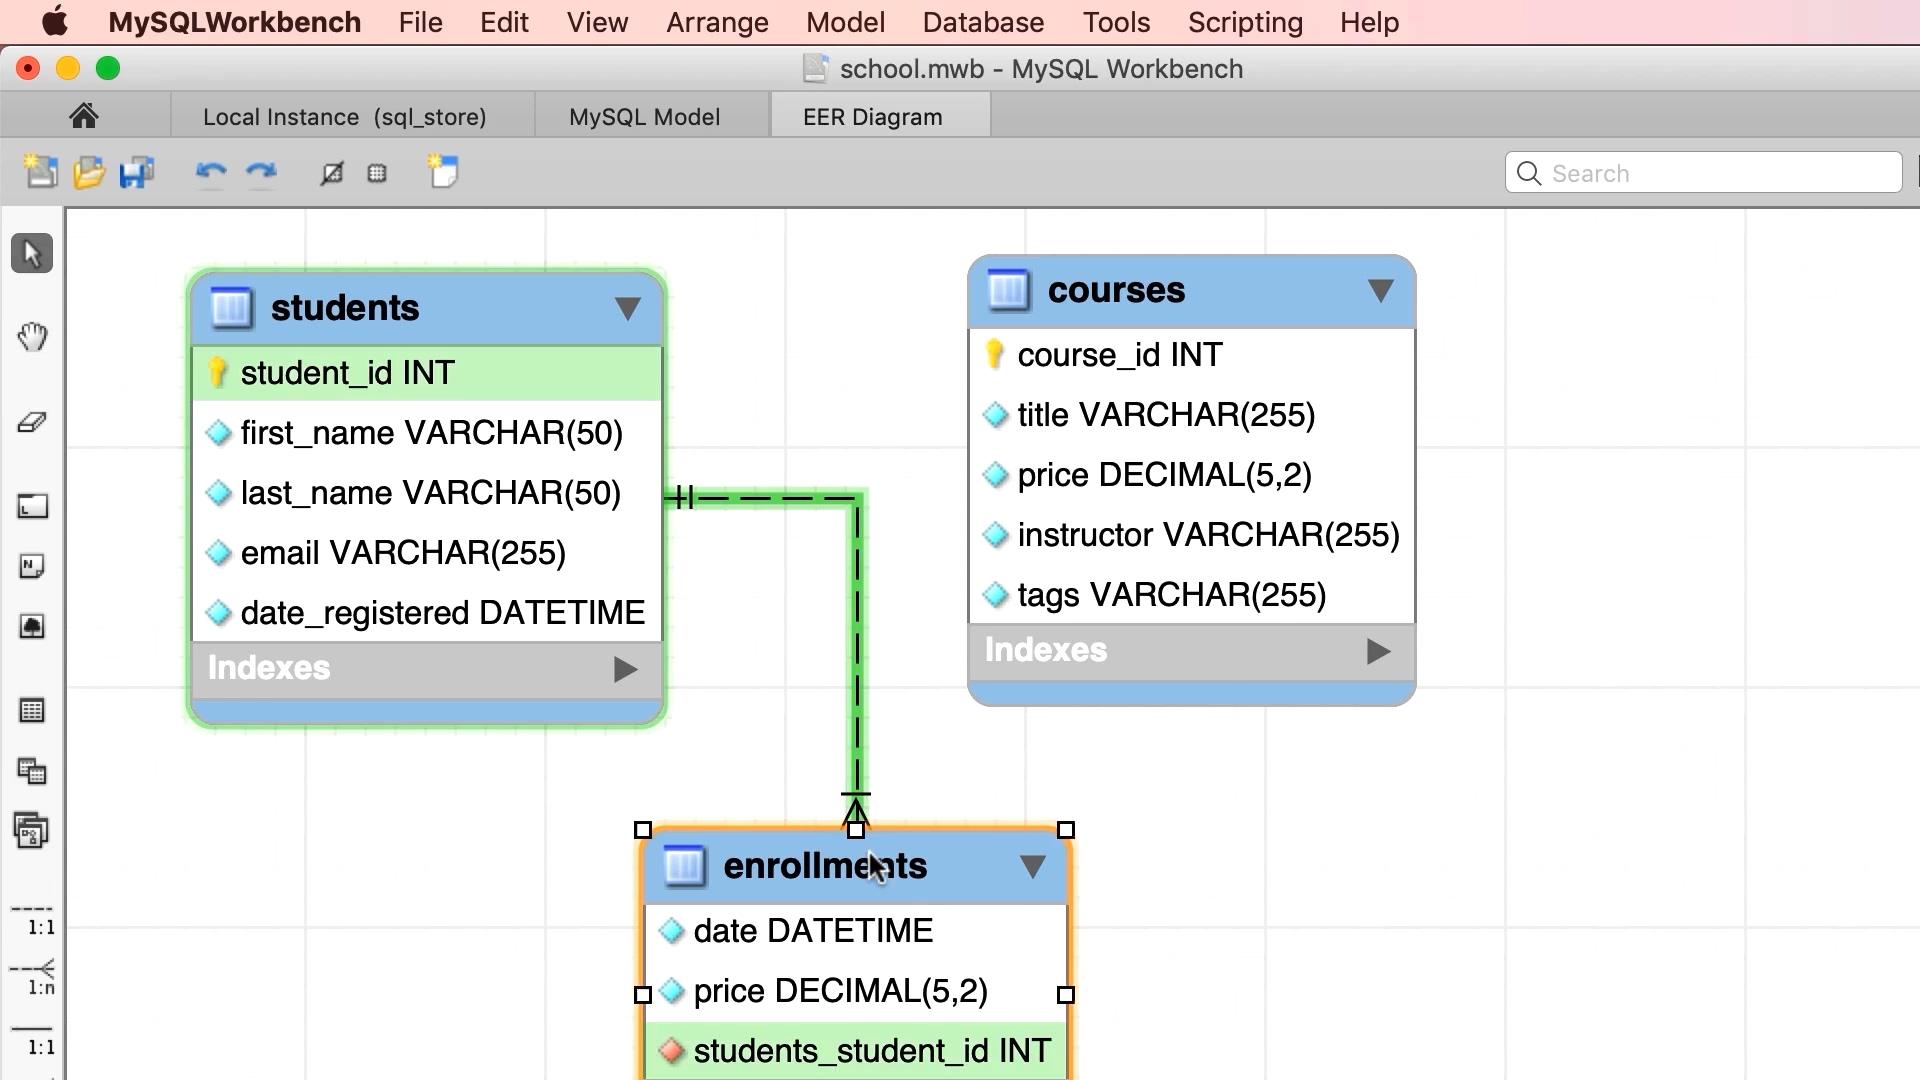 MySQLWorkbench File Edit View Arrange Model Database Tools Scripting Help
school.mwb - MySQL Workbench
Local Instance (sql_store) MySQL Model EER Diagram
Search
students
student_id INT
first_name VARCHAR(50)
last_name VARCHAR(50)
email VARCHAR(255)
date_registered DATETIME
Indexes
courses
course_id INT
title VARCHAR(255)
price DECIMAL(5,2)
instructor VARCHAR(255)
tags VARCHAR(255)
Indexes
enrollments
date DATETIME
price DECIMAL(5,2)
students_student_id INT
1:1
1:n
1:1